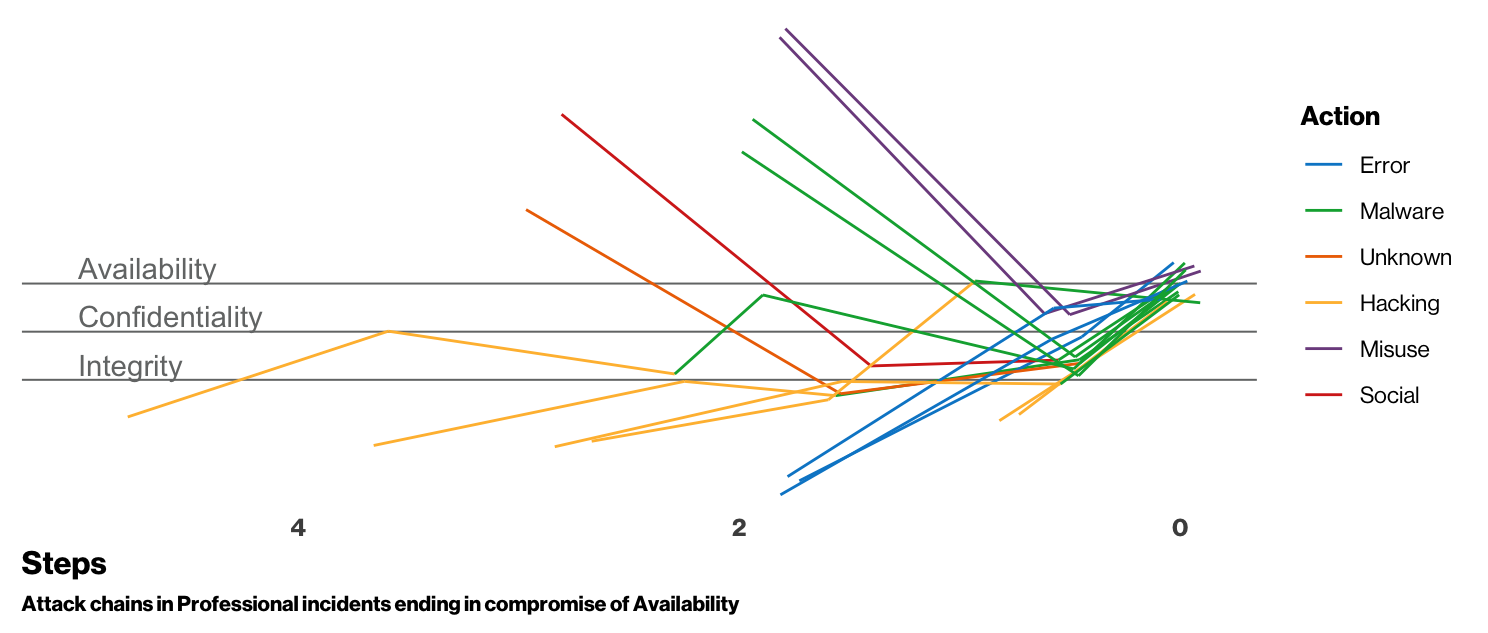 Availability
Confidentiality
Integrity
4 2 0
Steps
Attack chains in Professional incidents ending in compromise of Availability
Action
Error
Malware
Unknown
Hacking
Misuse
Social